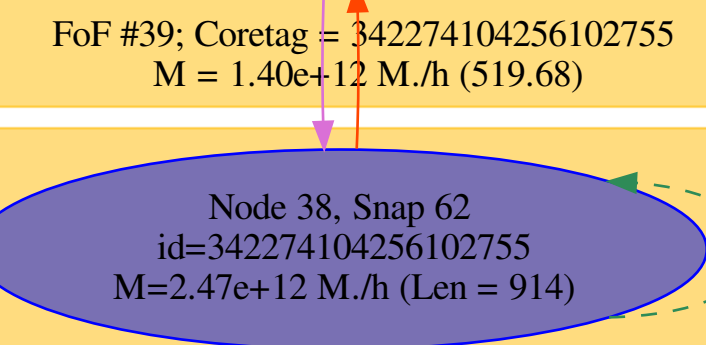 FoF #39; Coretag = 342274104256102755
M = 1.40e+12 M./h (519.68)
Node 38, Snap 62
id=342274104256102755
M=2.47e+12 M./h (Len = 914)